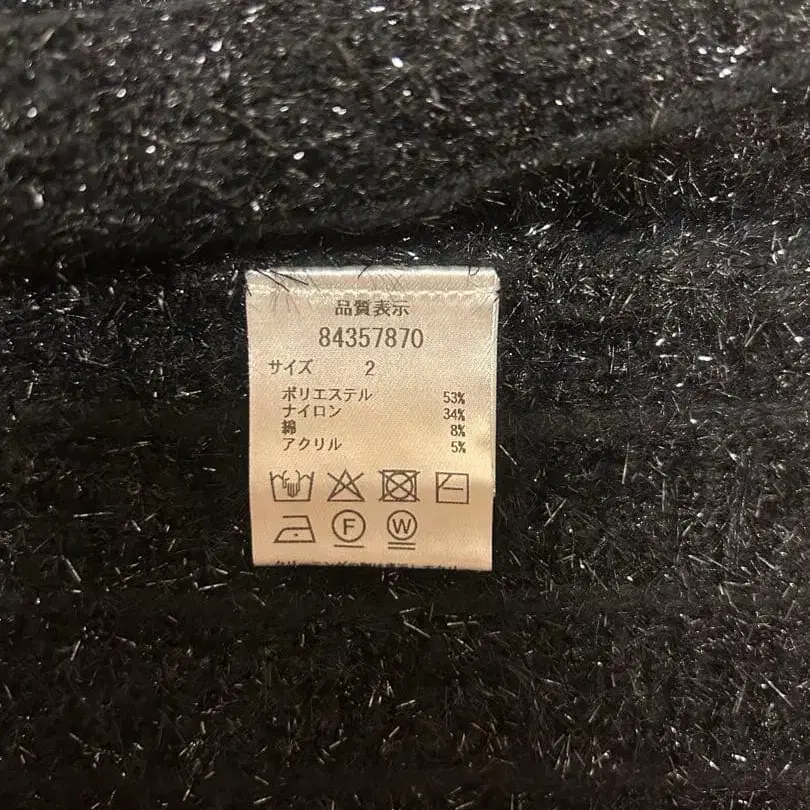 品質表示
84357870
サイズ 2
ポリエステル 53%
ナイロン 34%
綿 8%
アクリル 5%
F W